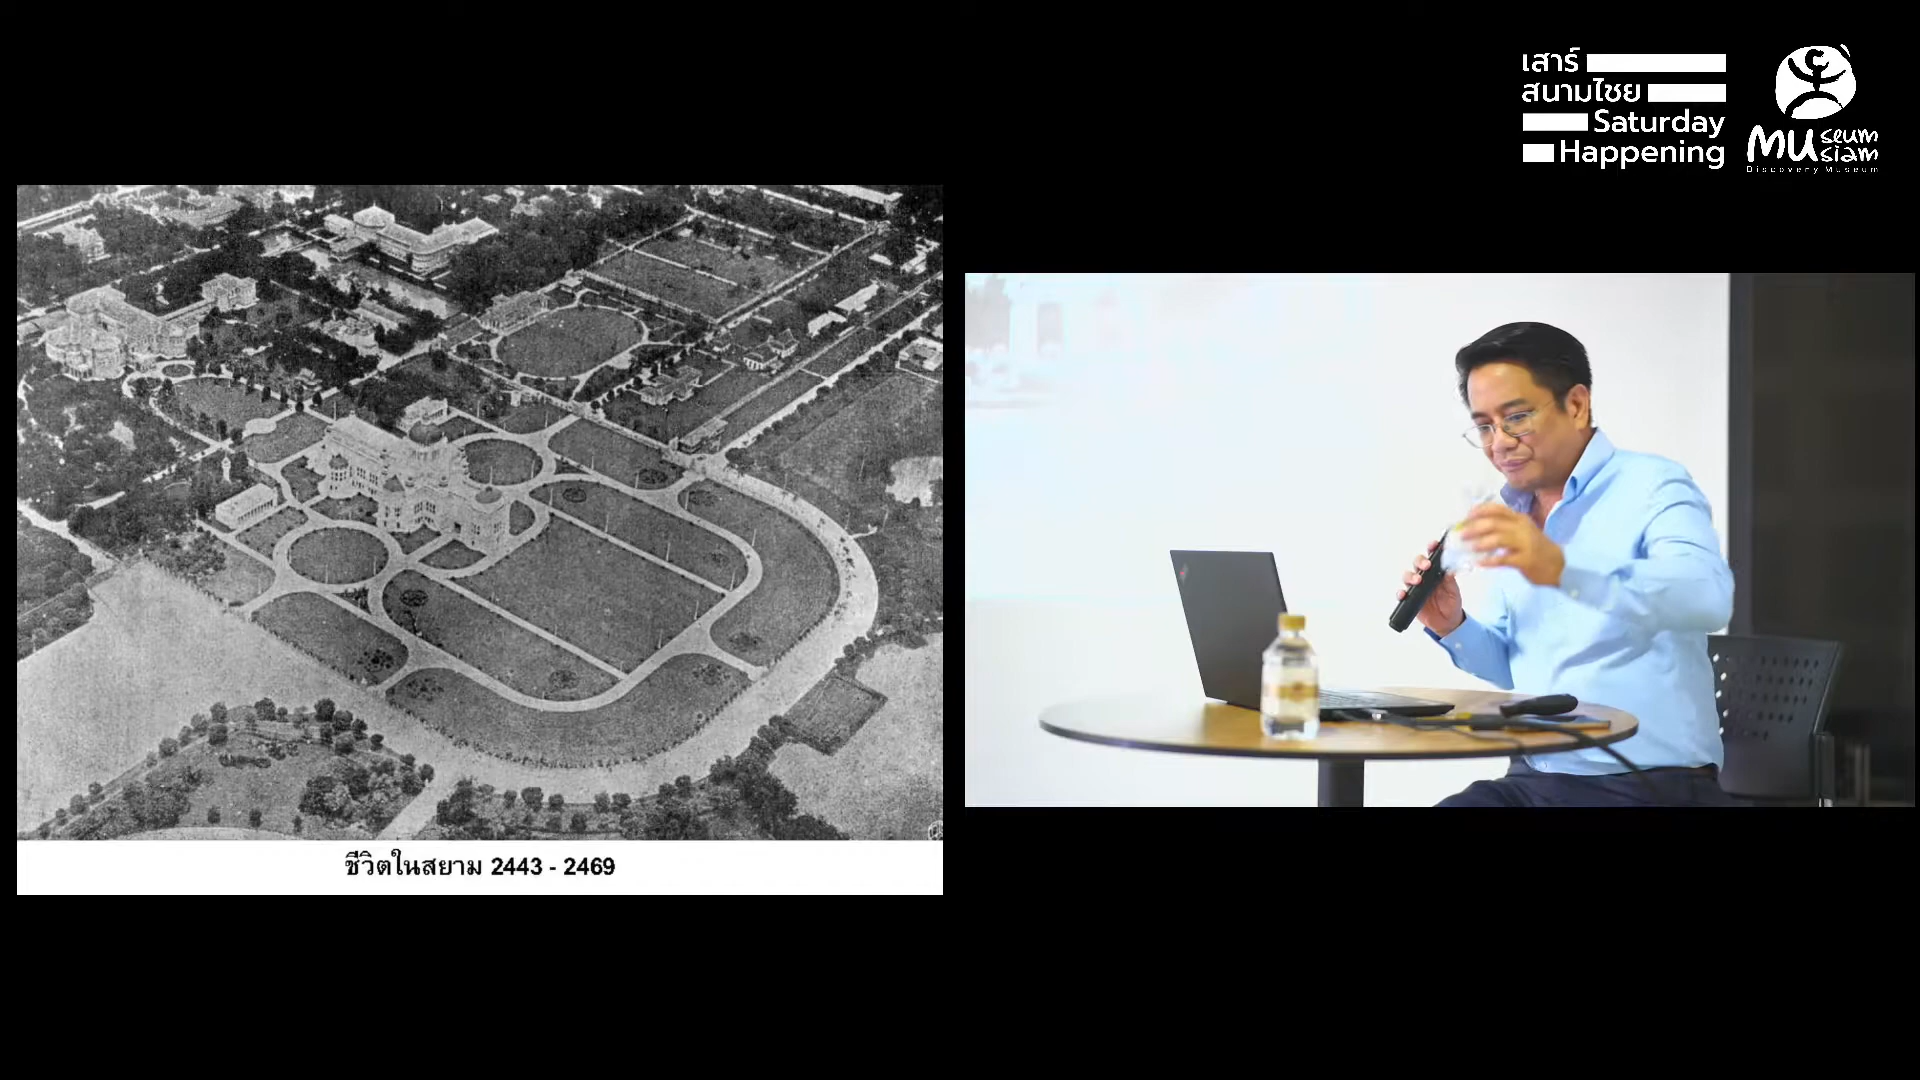 เสาร์
สนามไชย
Saturday
Happening
Museum
Siam
Discovery Museum
ชีวิตในสยาม 2443 - 2469